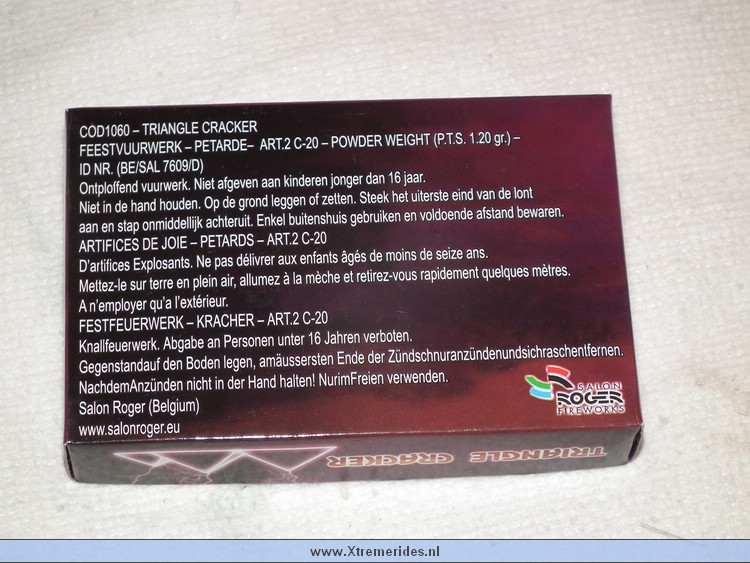 COD1060 – TRIANGLE CRACKER
FEESTVUURWERK – PETARDE– ART.2 C-20 – POWDER WEIGHT (P.T.S. 1.20 gr.) –
ID NR. (BE/SAL 7609/D)
Ontploffend vuurwerk. Niet afgeven aan kinderen jonger dan 16 jaar.
Niet in de hand houden. Op de grond leggen of zetten. Steek het uiterste eind van de lont
aan en stap onmiddellijk achteruit. Enkel buitenshuis gebruiken en voldoende afstand bewaren.
ARTIFICES DE JOIE – PETARDS – ART.2 C-20
D'artifices Explosants. Ne pas délivrer aux enfants âgés de moins de seize ans.
Mettez-le sur terre en plein air, allumez à la mèche et retirez-vous rapidement quelques mètres.
A n'employer qu'a l'extérieur.
FESTFEUERWERK – KRACHER – ART.2 C-20
Knallfeuerwerk. Abgabe an Personen unter 16 Jahren verboten.
Gegenstandauf den Boden legen, amäussersten Ende der Zündschnuranzündenundsichraschentfernen.
NachdemAnzünden nicht in der Hand halten! NurimFreien verwenden.
Salon Roger (Belgium)
www.salonroger.eu
SALON
ROGER
FIREWORKS
TRIANGLE CRACKER
www.Xtremerides.nl